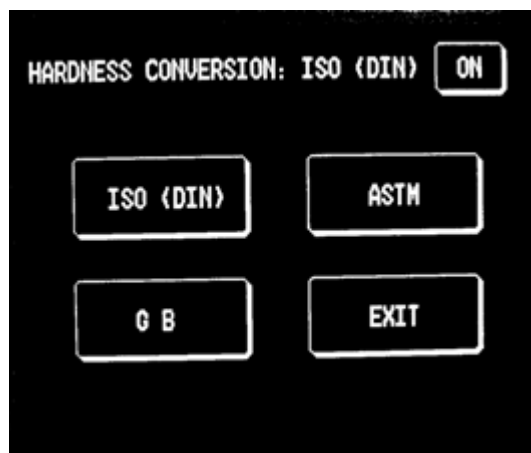 HARDNESS CONVERSION: ISO (DIN) ON
ISO (DIN) ASTM
G B EXIT